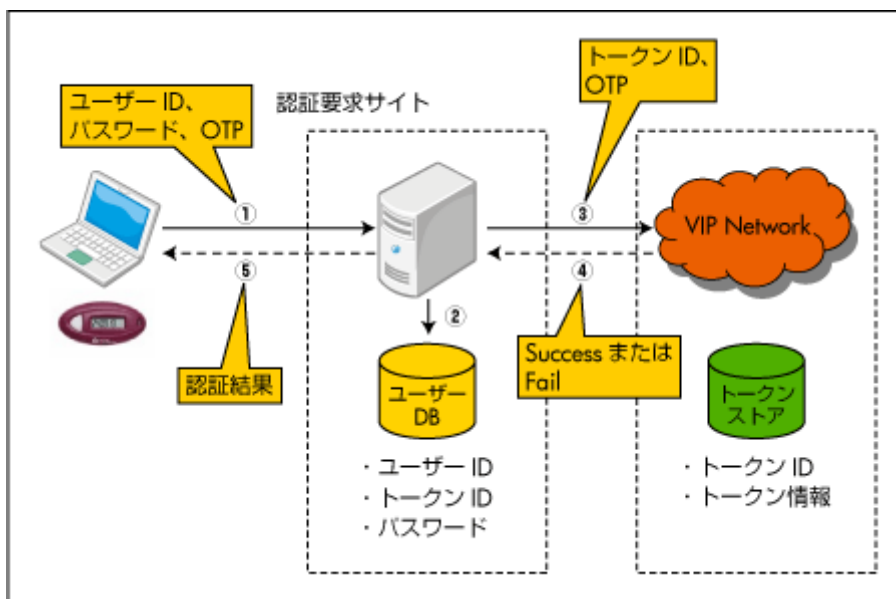 トークン ID、
OTP
ユーザー ID、
パスワード、OTP
認証要求サイト
①
③
VIP Network
⑤
④
②
認証結果
Success または
Fail
ユーザー
DB
トークン
ストア
・ユーザー ID
・トークン ID
・パスワード
・トークン ID
・トークン情報